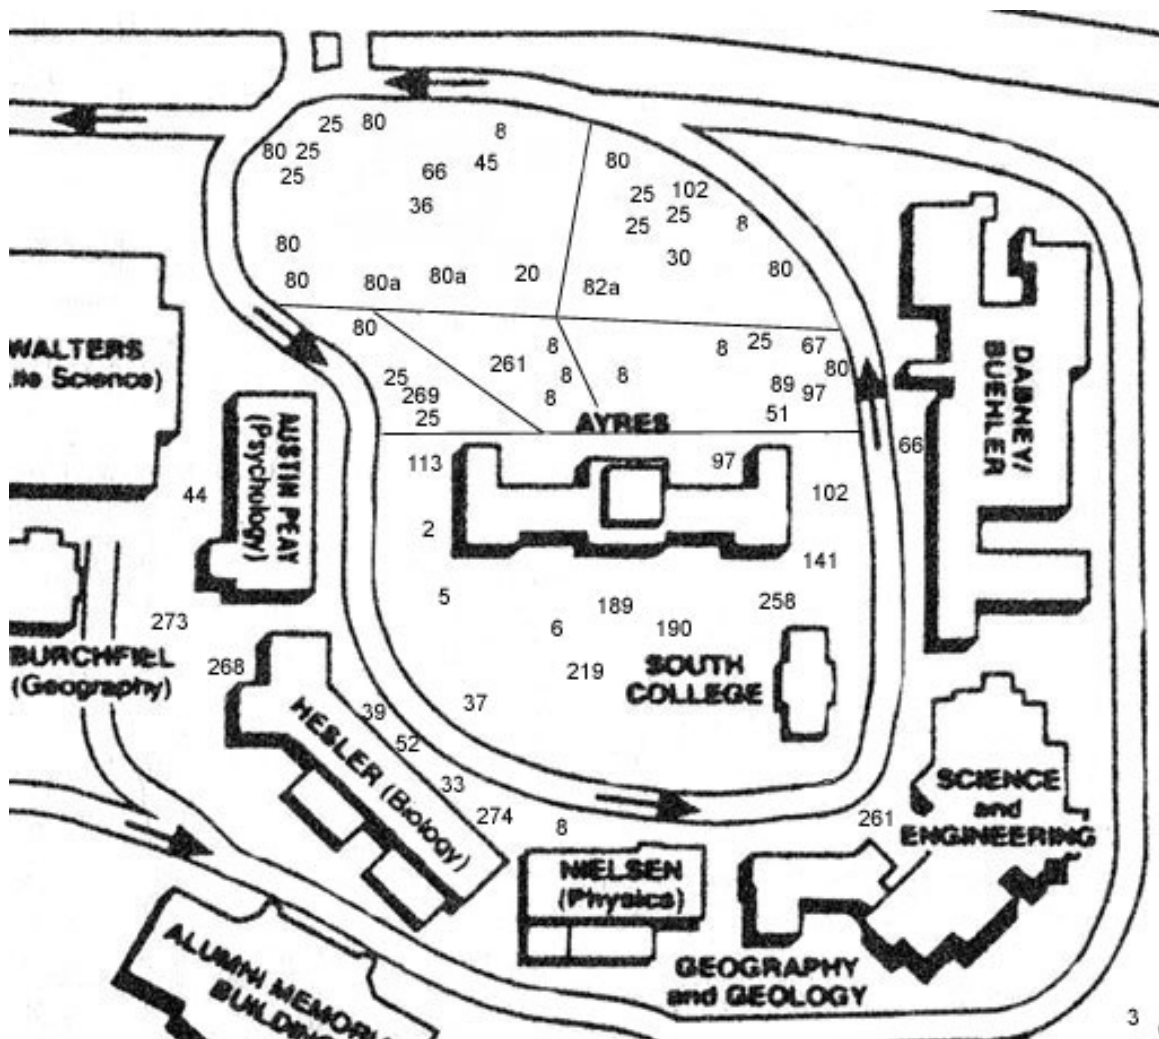 25 80 8
80 25 80
25 66 45
25 102
36 25
25 8
80 30
80 80a 80a 20 82a 80
80 8 8 25 67
261 8 8 80
25 89 97
269 8
25 51
WALTERS
(Life Science)
AUSTIN PEAY
(Psychology)
DABNEY/
BUEHLER
AYRES
66
113 97
44 102
2
141
5 189 258
273 6 190
BURCHFIEL
(Geography)
268 219
SOUTH
COLLEGE
37
39
52
HESLER (Biology)
33
274 8 261
SCIENCE
and
ENGINEERING
NIELSEN
(Physics)
GEOGRAPHY
and GEOLOGY
ALUMNI MEMORI
BUILDING
3